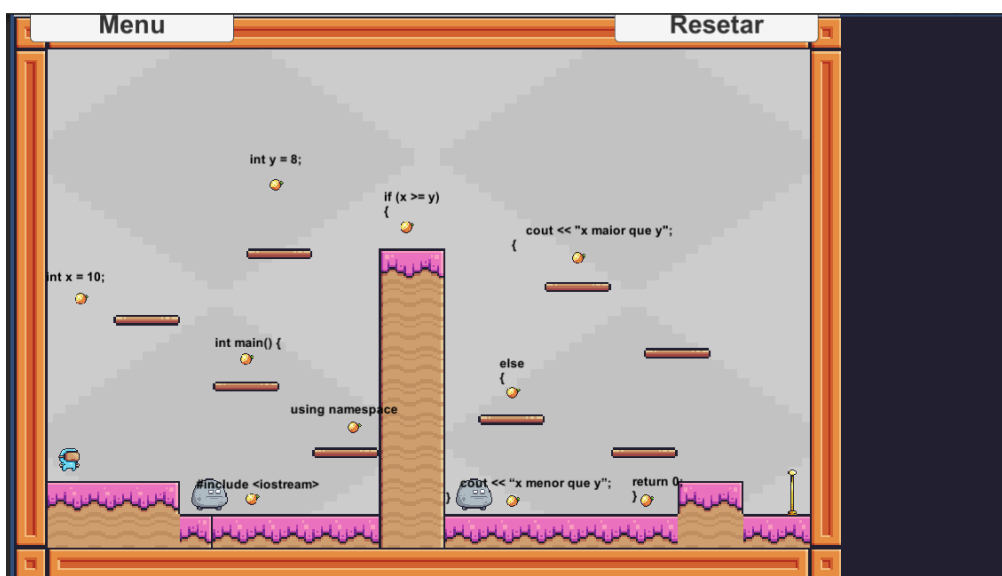 Menu
Resetar
int y = 8;
if (x >= y)
{
cout << "x maior que y";
{
int x = 10;
int main() {
else
{
using namespace
#include <iostream>
cout << “x menor que y”;
}
return 0;
}